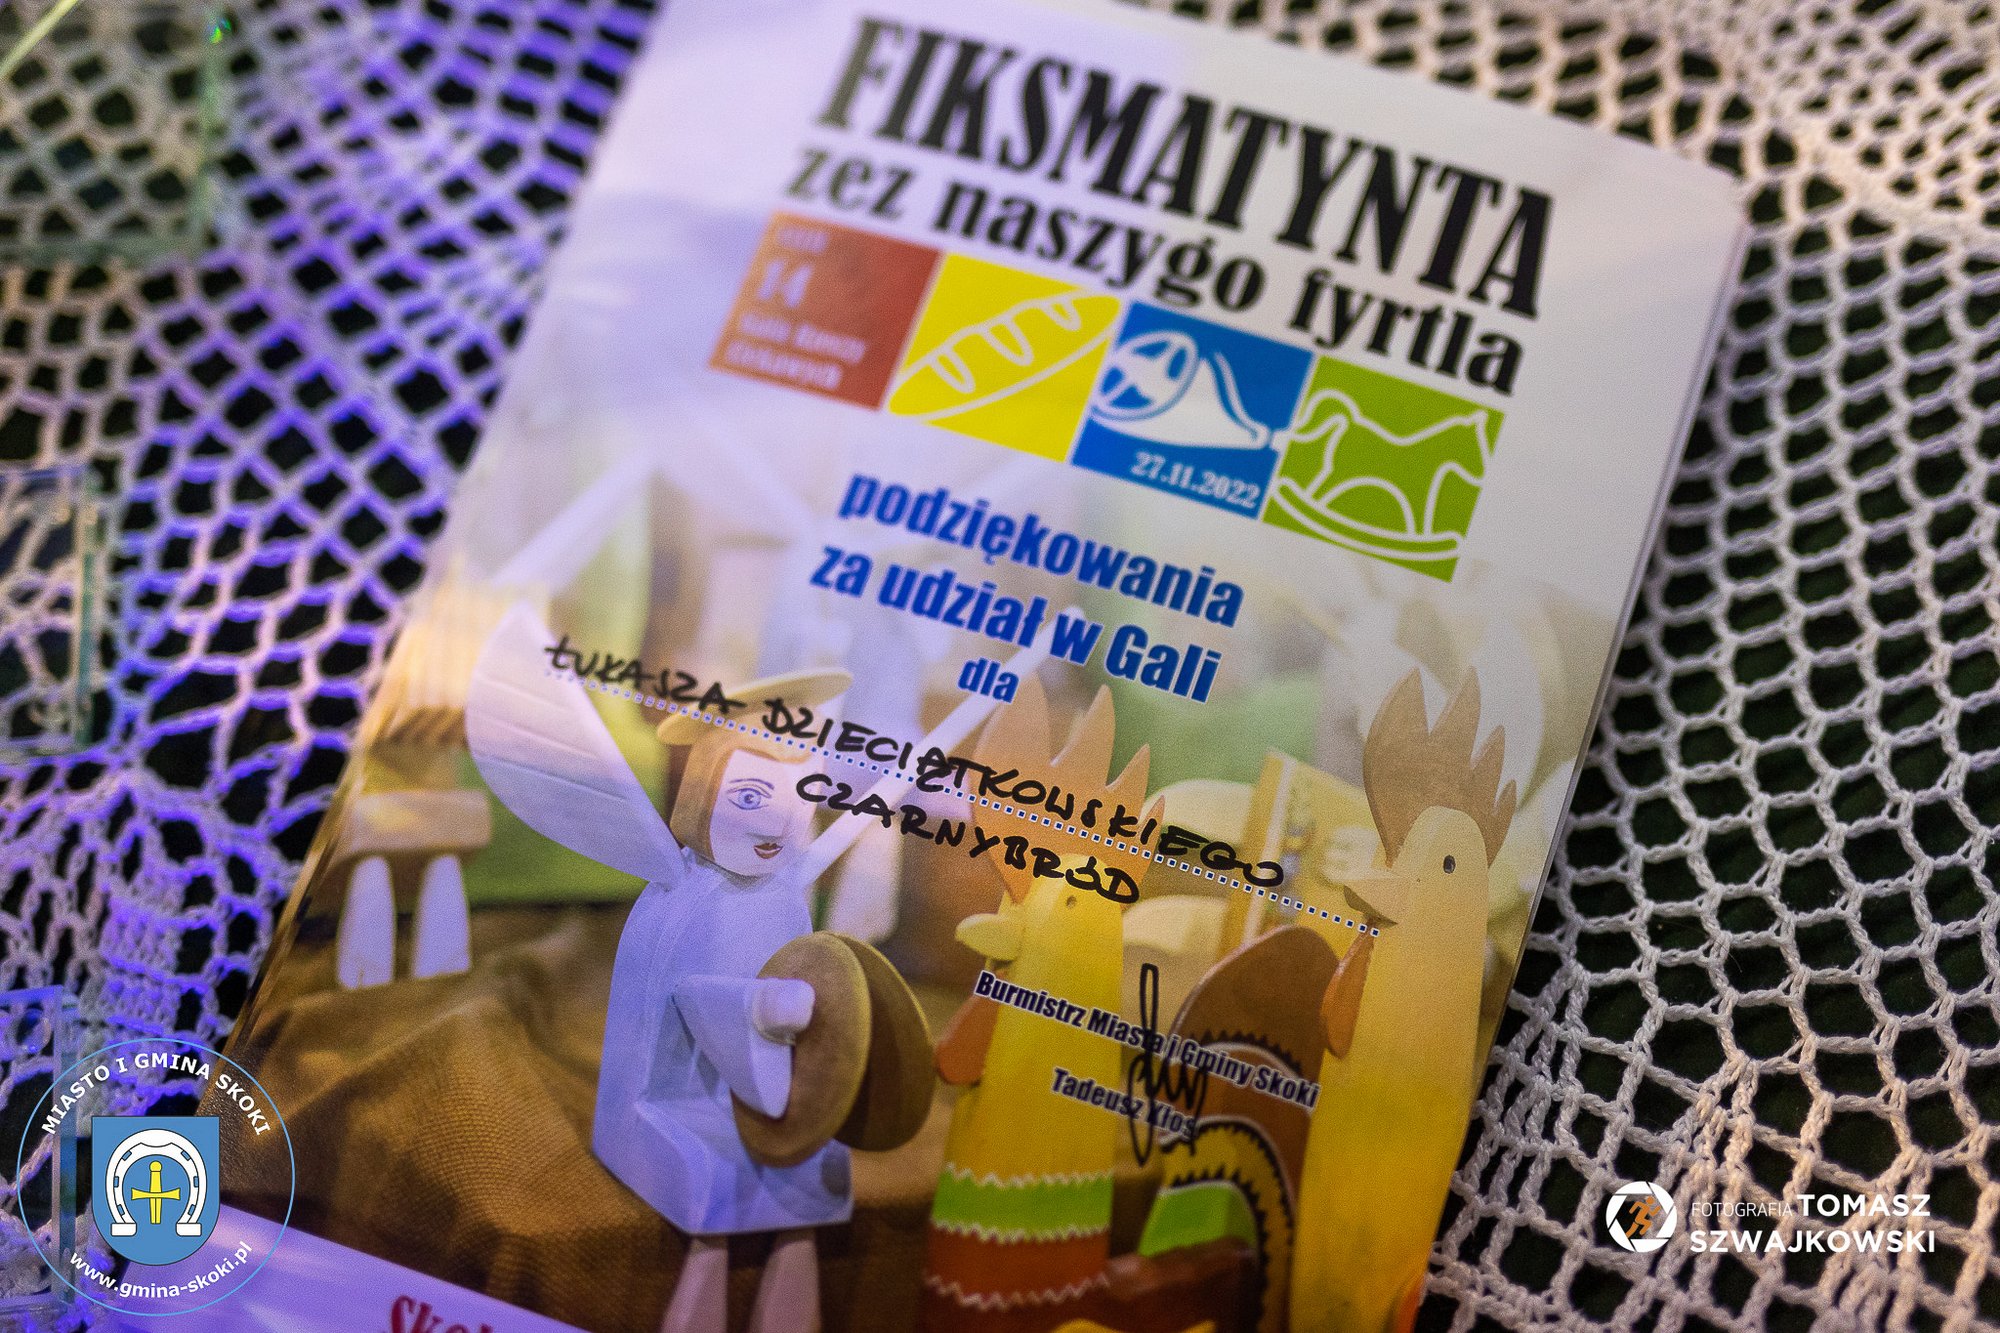 FIKSMATYNTA
zez naszygo fyrtla
14
27.11.2022
podziękowania
za udział w Gali
dla
ŁUKASZA DZIECIĄTKOWSKIEGO
CZARNYBRÓD
Burmistrz Miasta i Gminy Skoki
Tadeusz Kłos
MIASTO I GMINA SKOKI
www.gmina-skoki.pl
FOTOGRAFIA TOMASZ
SZWAJKOWSKI